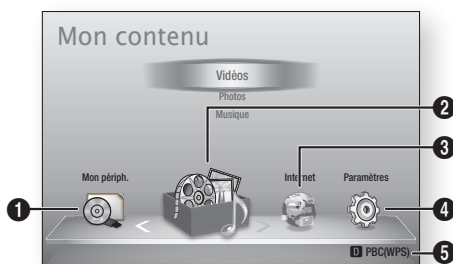 Mon contenu
Vidéos
Photos
Musique
Mon périph.
Internet
Paramètres
D PBC(WPS)
1
2
3
4
5